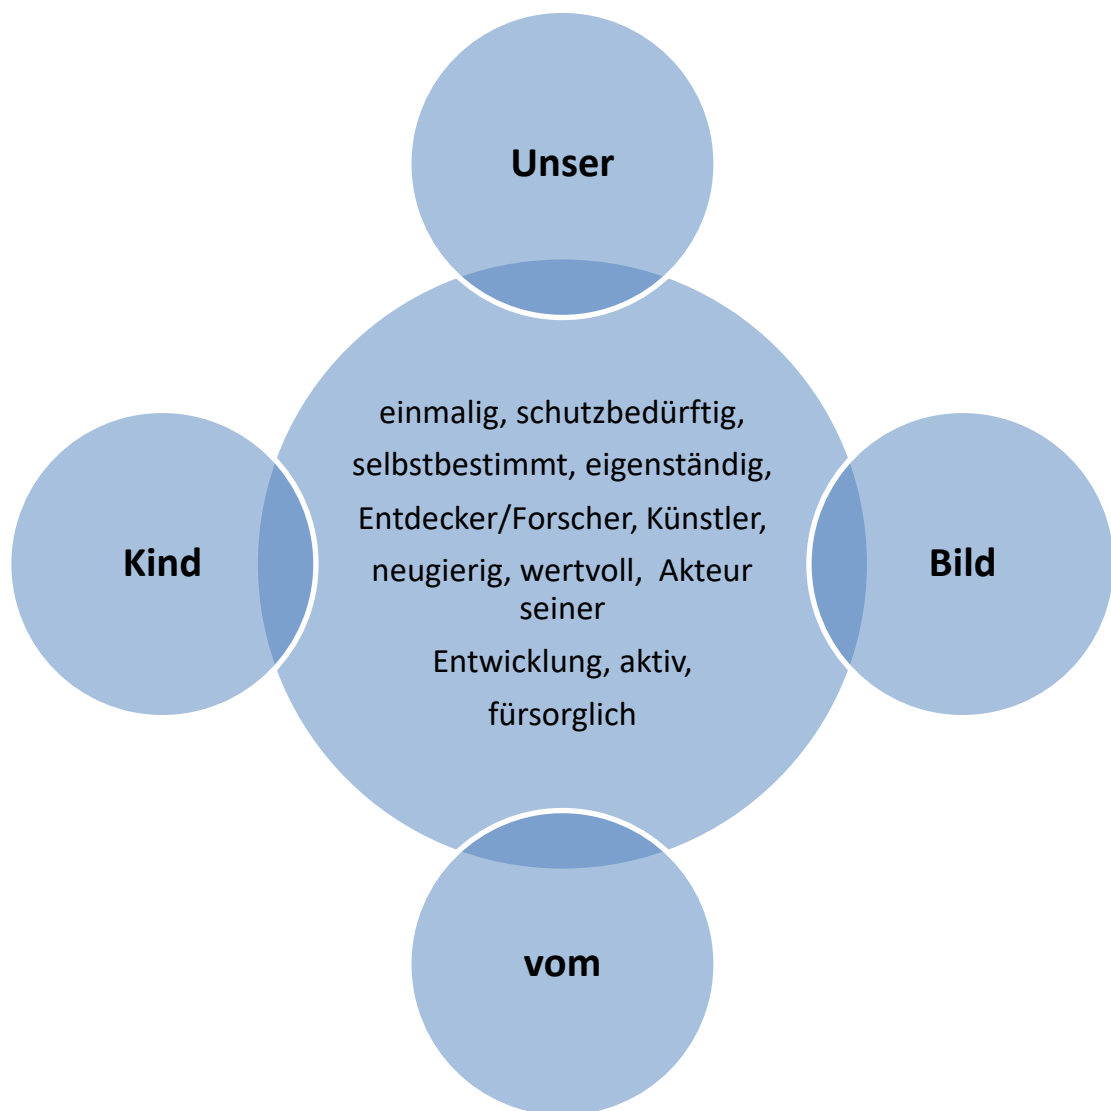 Unser
einmalig, schutzbedürftig,
selbstbestimmt, eigenständig,
Entdecker/Forscher, Künstler,
neugierig, wertvoll,  Akteur
seiner
Entwicklung, aktiv,
fürsorglich
Bild
vom
Kind